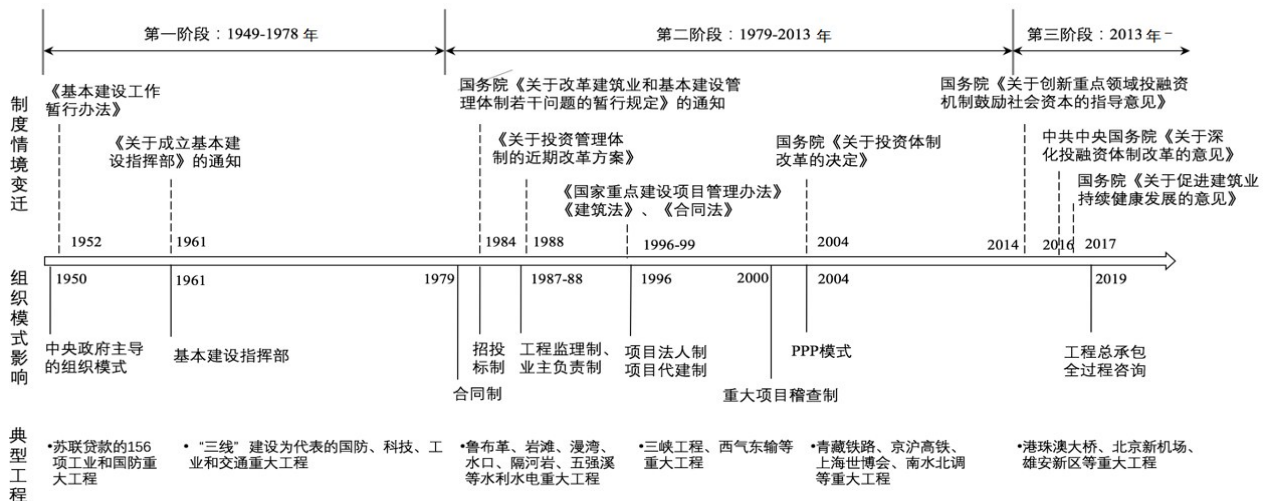 第一阶段：1949-1978 年
第二阶段：1979-2013 年
第三阶段：2013 年－
制度情境变迁
《基本建设工作
暂行办法》
《关于成立基本建
设指挥部》的通知
国务院《关于改革建筑业和基本建设管
理体制若干问题的暂行规定》的通知
《关于投资管理体
制的近期改革方案》
《国家重点建设项目管理办法》
《建筑法》、《合同法》
国务院《关于投资体制
改革的决定》
国务院《关于创新重点领域投融资
机制鼓励社会资本的指导意见》
中共中央国务院《关于深
化投融资体制改革的意见》
国务院《关于促进建筑业
持续健康发展的意见》
1952
1961
1984
1988
1996-99
2004
2014
2016
2017
组织模式影响
1950
1961
1979
1987-88
1996
2000
2004
2019
中央政府主导
的组织模式
基本建设指挥部
合同制
招投
标制
工程监理制、
业主负责制
项目法人制
项目代建制
重大项目稽查制
PPP模式
工程总承包
全过程咨询
典型工程
•苏联贷款的156
项工业和国防重
大工程
• “三线” 建设为代表的国防、科技、工
业和交通重大工程
•鲁布革、岩滩、漫湾、
水口、隔河岩、五强溪
等水利水电重大工程
•三峡工程、西气东输等
重大工程
•青藏铁路、京沪高铁、
上海世博会、南水北调
等重大工程
•港珠澳大桥、北京新机场、
雄安新区等重大工程